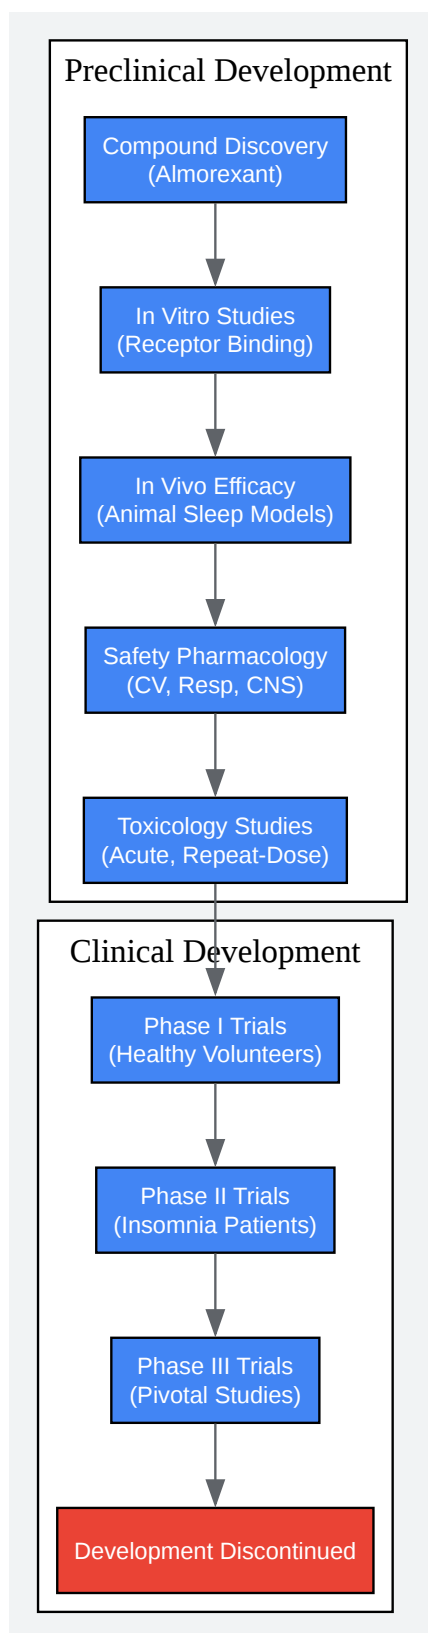 Preclinical Development
Compound Discovery
(Almorexant)
In Vitro Studies
(Receptor Binding)
In Vivo Efficacy
(Animal Sleep Models)
Safety Pharmacology
(CV, Resp, CNS)
Toxicology Studies
(Acute, Repeat-Dose)
Clinical Development
Phase I Trials
(Healthy Volunteers)
Phase II Trials
(Insomnia Patients)
Phase III Trials
(Pivotal Studies)
Development Discontinued